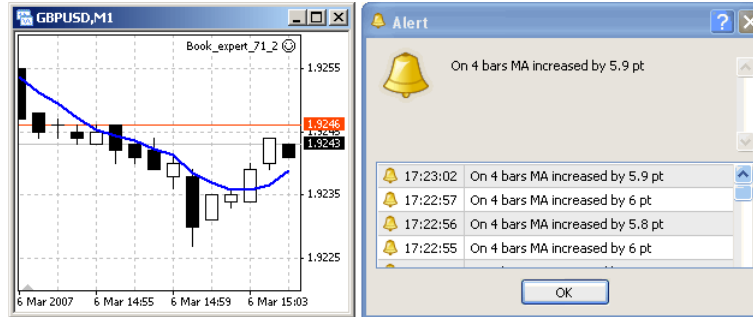 GBPUSD,M1
Book_expert_71_2
1.9255
1.9246
1.9245
1.9243
1.9235
1.9225
6 Mar 2007 6 Mar 14:55 6 Mar 14:59 6 Mar 15:03
Alert
On 4 bars MA increased by 5.9 pt
17:23:02 On 4 bars MA increased by 5.9 pt
17:22:57 On 4 bars MA increased by 6 pt
17:22:56 On 4 bars MA increased by 5.8 pt
17:22:55 On 4 bars MA increased by 6 pt
OK